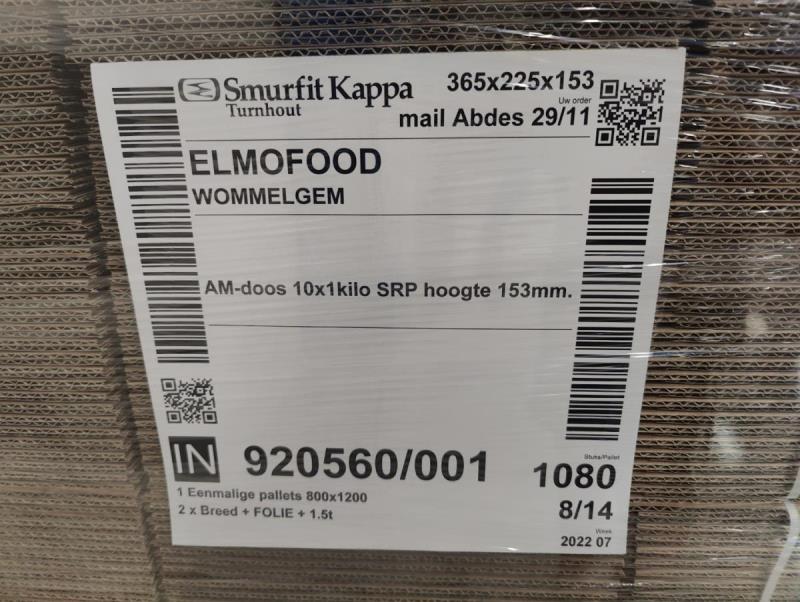 Smurfit Kappa
Turnhout
365x225x153
Uw order
mail Abdes 29/11
ELMOFOOD
WOMMELGEM
AM-doos 10x1kilo SRP hoogte 153mm.
IN 920560/001
Stuks/Pallet
1080
1 Eenmalige pallets 800x1200
8/14
2 x Breed + FOLIE + 1.5t
Week
2022 07